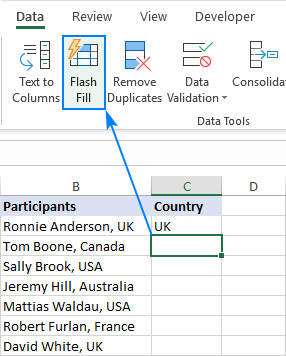 Data Review View Developer
Text to Columns
Flash Fill
Remove Duplicates
Data Validation
Consolidat
Data Tools
B C D
Participants Country
Ronnie Anderson, UK UK
Tom Boone, Canada
Sally Brook, USA
Jeremy Hill, Australia
Mattias Waldau, USA
Robert Furlan, France
David White, UK